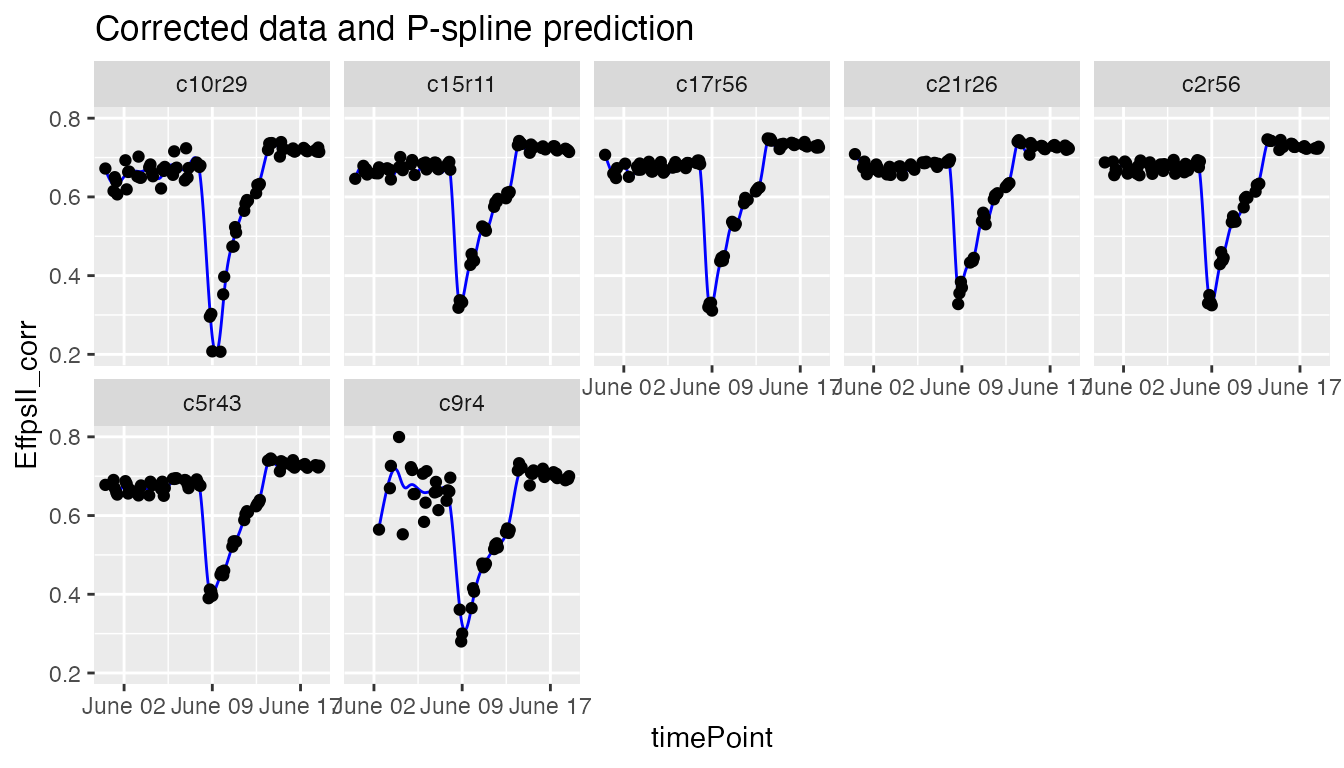 Corrected data and P-spline prediction
c10r29 c15r11 c17r56 c21r26 c2r56
0.8
0.6
0.4
0.2
June 02 June 09 June 17 June 02 June 09 June 17 June 02 June 09 June 17
c5r43 c9r4
0.8
0.6
0.4
0.2
June 02 June 09 June 17 June 02 June 09 June 17
EffpsII_corr
timePoint